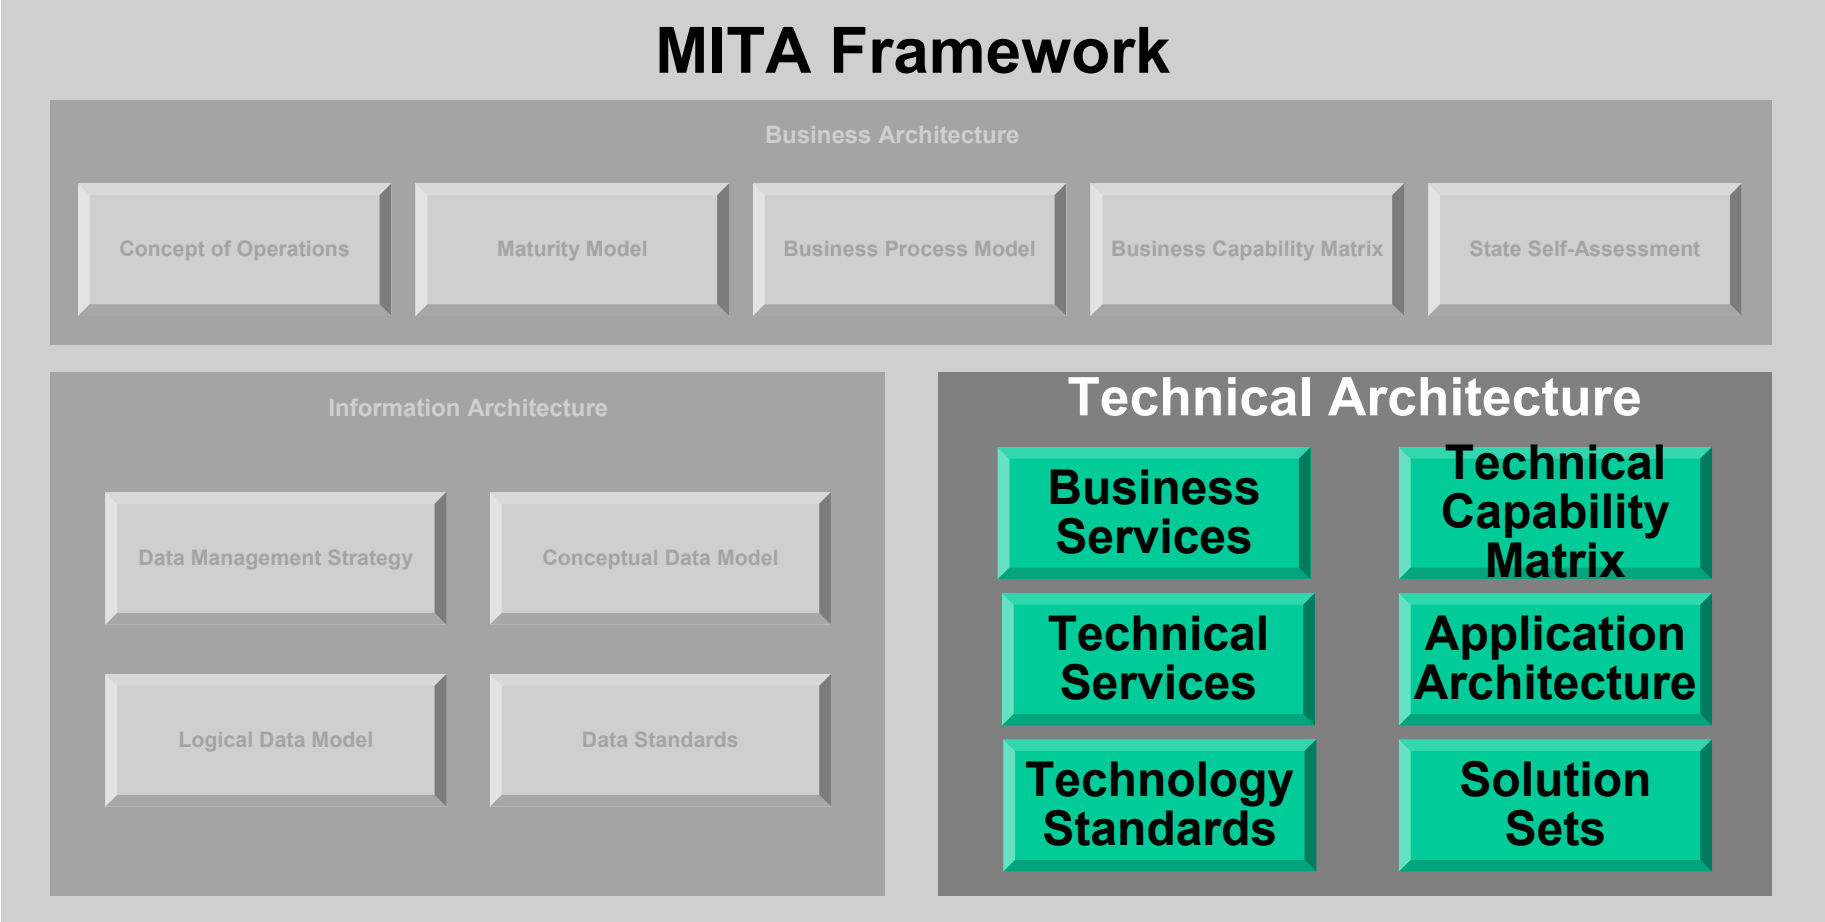 MITA Framework
Business Architecture
Concept of Operations
Maturity Model
Business Process Model
Business Capability Matrix
State Self-Assessment
Information Architecture
Data Management Strategy
Conceptual Data Model
Logical Data Model
Data Standards
Technical Architecture
Business
Services
Technical
Capability
Matrix
Technical
Services
Application
Architecture
Technology
Standards
Solution
Sets